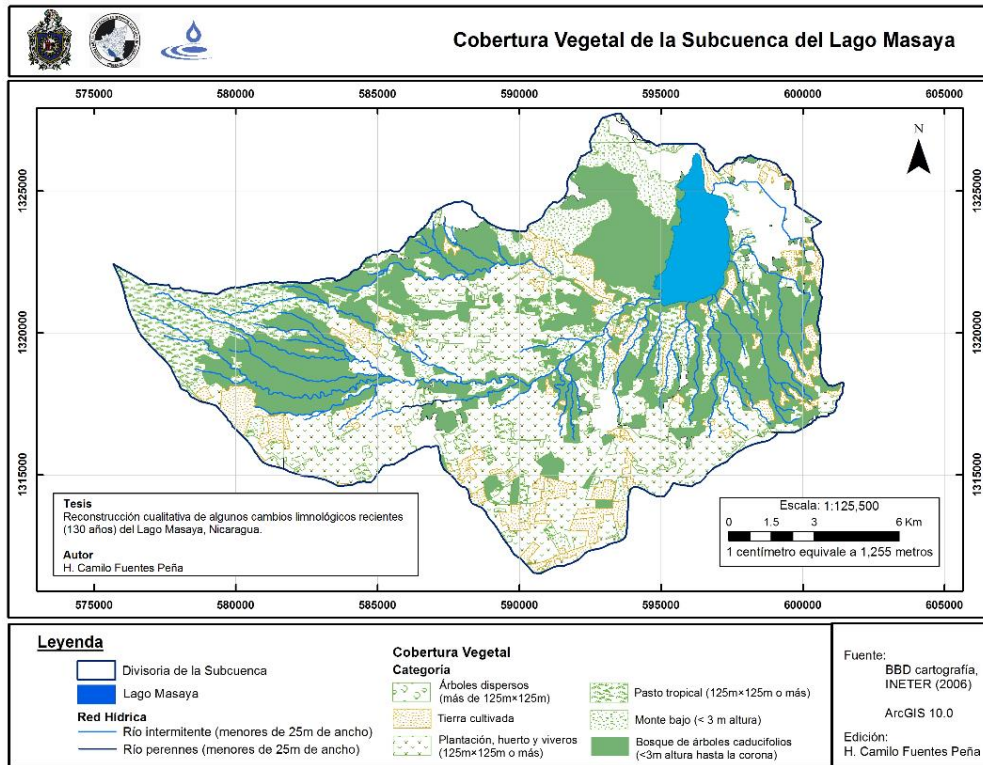 Cobertura Vegetal de la Subcuenca del Lago Masaya
575000 580000 585000 590000 595000 600000 605000
1325000 1325000
1320000 1320000
1315000 1315000
N
Tesis
Reconstrucción cualitativa de algunos cambios limnológicos recientes
(130 años) del Lago Masaya, Nicaragua.
Autor
H. Camilo Fuentes Peña
Escala: 1:125,500
0 1.5 3 6 Km
1 centímetro equivale a 1,255 metros
575000 580000 585000 590000 595000 600000 605000
Leyenda
Divisoria de la Subcuenca
Lago Masaya
Red Hídrica
Río intermitente (menores de 25m de ancho)
Río perennes (menores de 25m de ancho)
Cobertura Vegetal
Categoría
Árboles dispersos
(más de 125m×125m)
Tierra cultivada
Plantación, huerto y viveros
(125m×125m o más)
Pasto tropical (125m×125m o más)
Monte bajo (< 3 m altura)
Bosque de árboles caducifolios
(<3m altura hasta la corona)
Fuente:
BBD cartografía,
INETER (2006)
ArcGIS 10.0
Edición:
H. Camilo Fuentes Peña